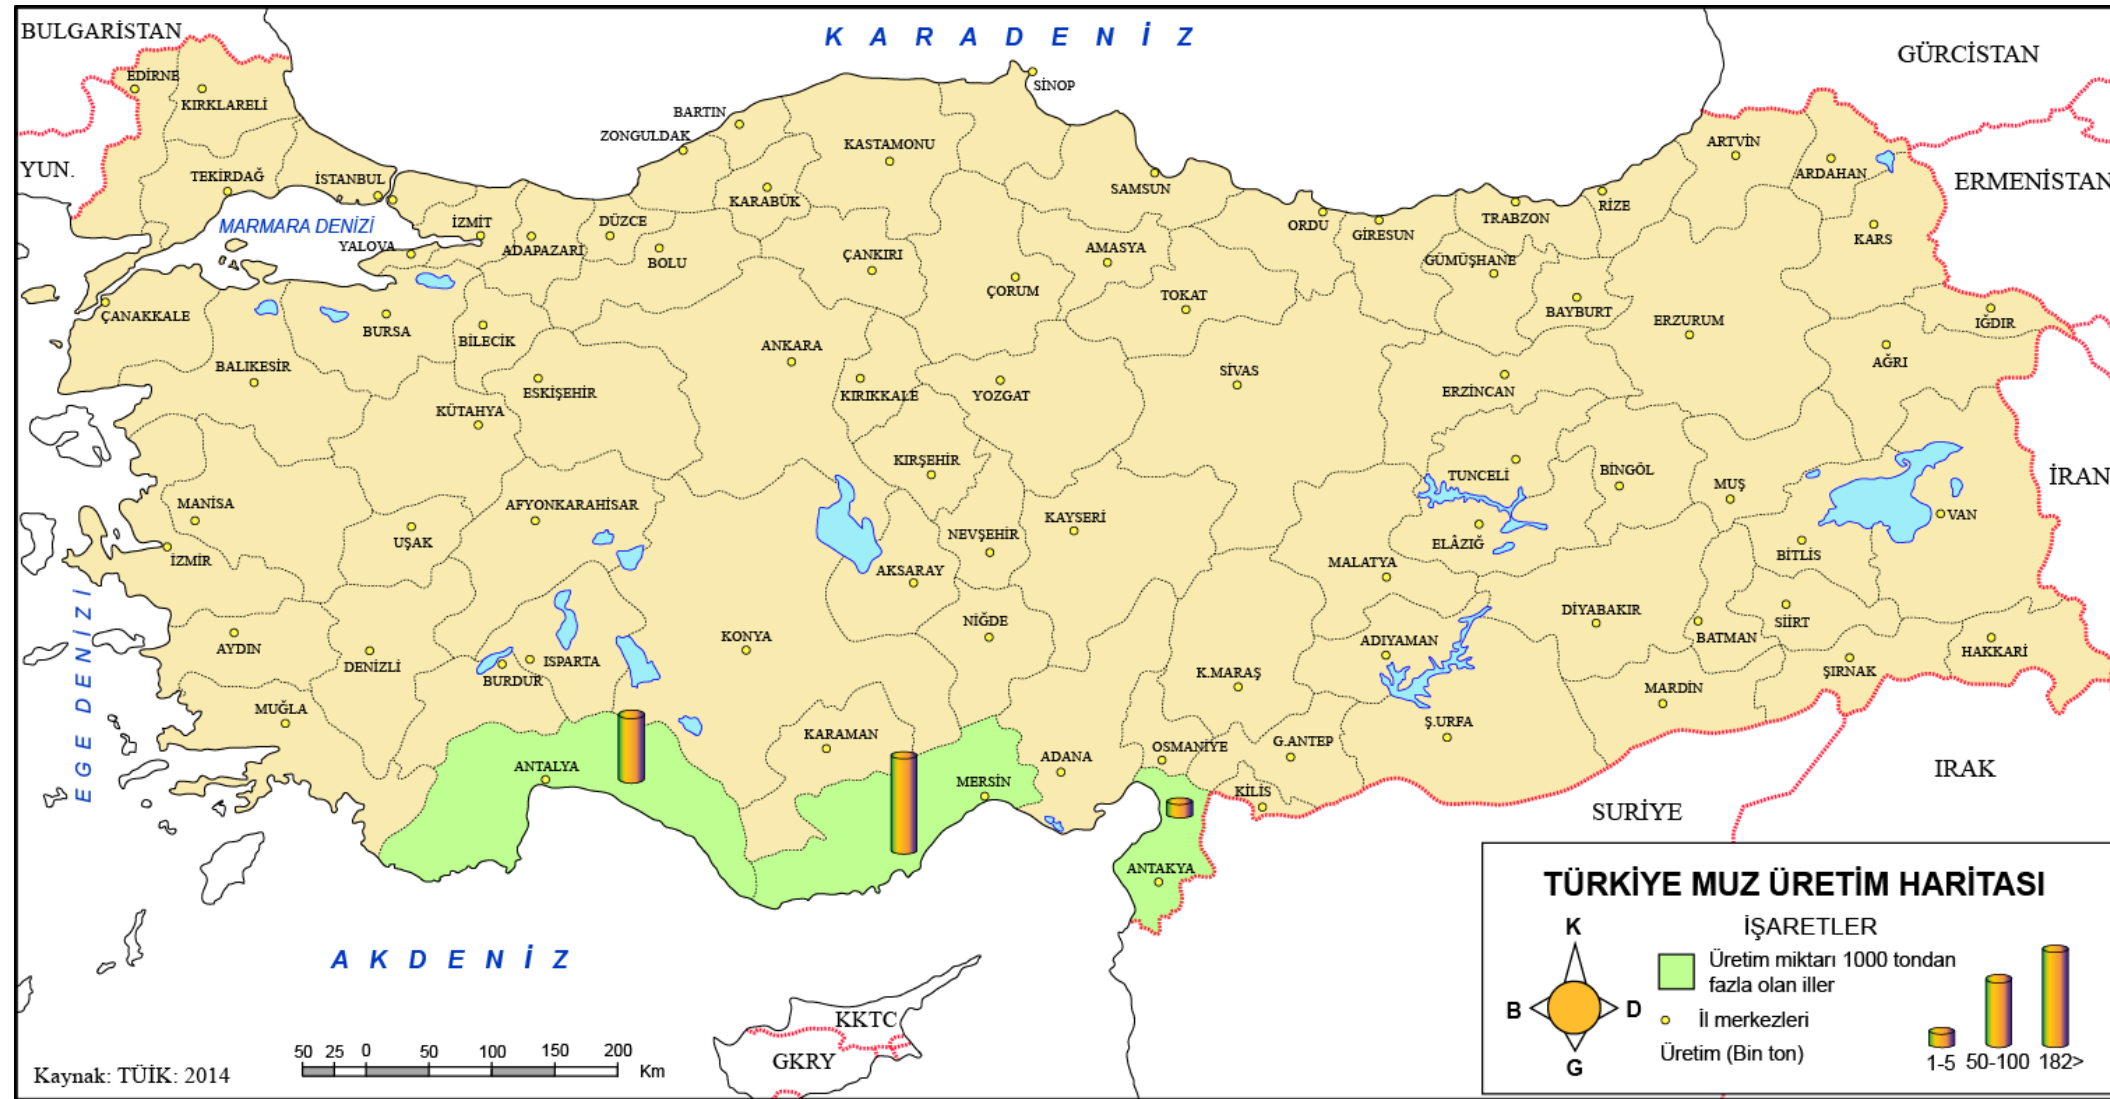 BULGARİSTAN
K A R A D E N İ Z
GÜRCİSTAN
EDİRNE
SİNOP
KIRKLARELİ
BARTIN
ZONGULDAK
KASTAMONU
ARTVİN
YUN.
ARDAHAN
ERMENİSTAN
TEKİRDAĞ
İSTANBUL
SAMSUN
KARABÜK
RİZE
MARMARA DENİZİ
İZMİT
DÜZCE
ORDU
TRABZON
GİRESUN
KARS
YALOVA
ADAPAZARI
BOLU
ÇANKIRI
AMASYA
GÜMÜŞHANE
ÇORUM
TOKAT
ÇANAKKALE
BURSA
BİLECİK
BAYBURT
ERZURUM
IĞDIR
ANKARA
BALIKESİR
SİVAS
AĞRI
ESKİŞEHİR
KIRIKKALE
YOZGAT
ERZİNCAN
KÜTAHYA
KIRŞEHİR
TUNCELİ
BİNGÖL
MUŞ
İRAN
MANİSA
AFYONKARAHİSAR
KAYSERİ
VAN
UŞAK
NEVŞEHİR
ELÂZIĞ
BİTLİS
İZMİR
AKSARAY
MALATYA
DİYABAKIR
EGE DENİZİ
NİĞDE
SİİRT
AYDIN
KONYA
ADIYAMAN
BATMAN
HAKKARİ
DENİZLİ
ISPARTA
BURDUR
K.MARAŞ
ŞIRNAK
MARDİN
MUĞLA
Ş.URFA
KARAMAN
OSMANİYE
G.ANTEP
ANTALYA
ADANA
IRAK
MERSİN
KİLİS
SURİYE
ANTAKYA
TÜRKİYE MUZ ÜRETİM HARİTASI
İŞARETLER
K
B
D
G
Üretim miktarı 1000 tondan
fazla olan iller
İl merkezleri
Üretim (Bin ton)
1-5
50-100
182>
A K D E N İ Z
KKTC
GKRY
50 25 0 50 100 150 200
Km
Kaynak: TÜİK: 2014